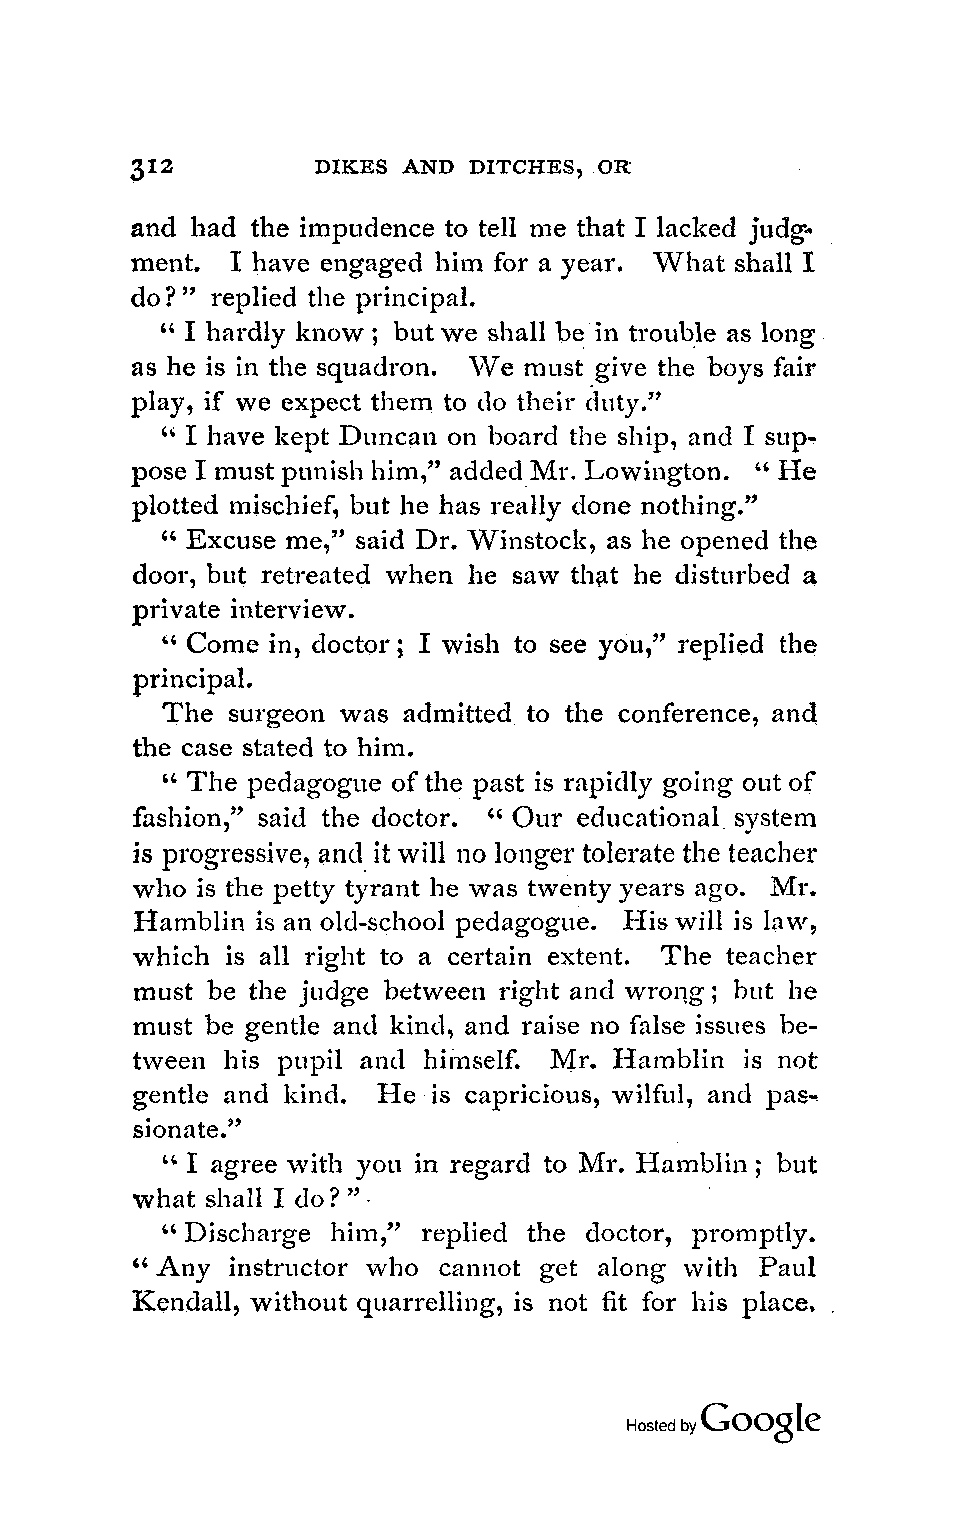 312 DIKES AND DITCHES, OR
and had the impudence to tell me that I lacked judg-
ment. I have engaged him for a year. What shall I
do?" replied the principal.
"I hardly know; but we shall be in trouble as long
as he is in the squadron. We must give the boys fair
play, if we expect them to do their duty."
"I have kept Duncan on board the ship, and I sup-
pose I must punish him," added Mr. Lowington. "He
plotted mischief, but he has really done nothing."
"Excuse me," said Dr. Winstock, as he opened the
door, but retreated when he saw that he disturbed a
private interview.
"Come in, doctor; I wish to see you," replied the
principal.
The surgeon was admitted to the conference, and
the case stated to him.
"The pedagogue of the past is rapidly going out of
fashion," said the doctor. "Our educational system
is progressive, and it will no longer tolerate the teacher
who is the petty tyrant he was twenty years ago. Mr.
Hamblin is an old-school pedagogue. His will is law,
which is all right to a certain extent. The teacher
must be the judge between right and wrong; but he
must be gentle and kind, and raise no false issues be-
tween his pupil and himself. Mr. Hamblin is not
gentle and kind. He is capricious, wilful, and pas-
sionate."
"I agree with you in regard to Mr. Hamblin; but
what shall I do?"
"Discharge him," replied the doctor, promptly.
"Any instructor who cannot get along with Paul
Kendall, without quarrelling, is not fit for his place.
Hosted by Google